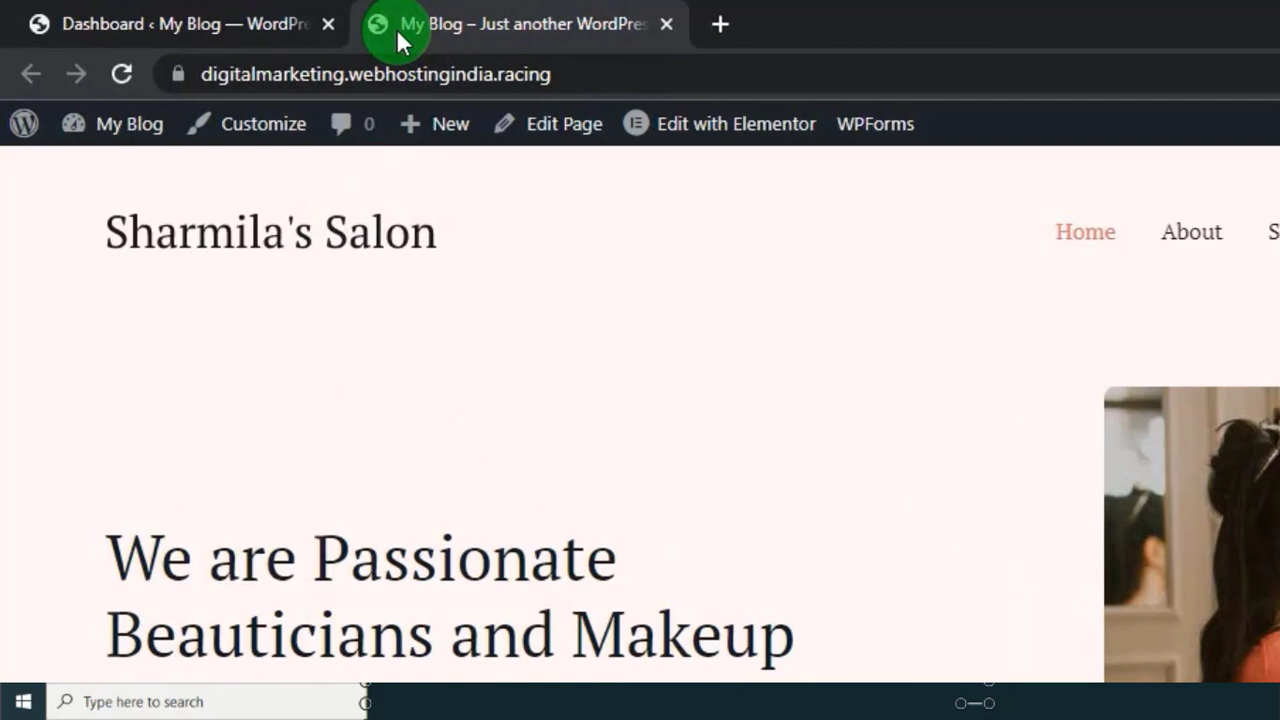 Dashboard ‹ My Blog — WordPre
My Blog – Just another WordPres
digitalmarketing.webhostingindia.racing
My Blog Customize 0 New Edit Page Edit with Elementor WPForms
Sharmila's Salon
Home About S
We are Passionate
Beauticians and Makeup
Type here to search